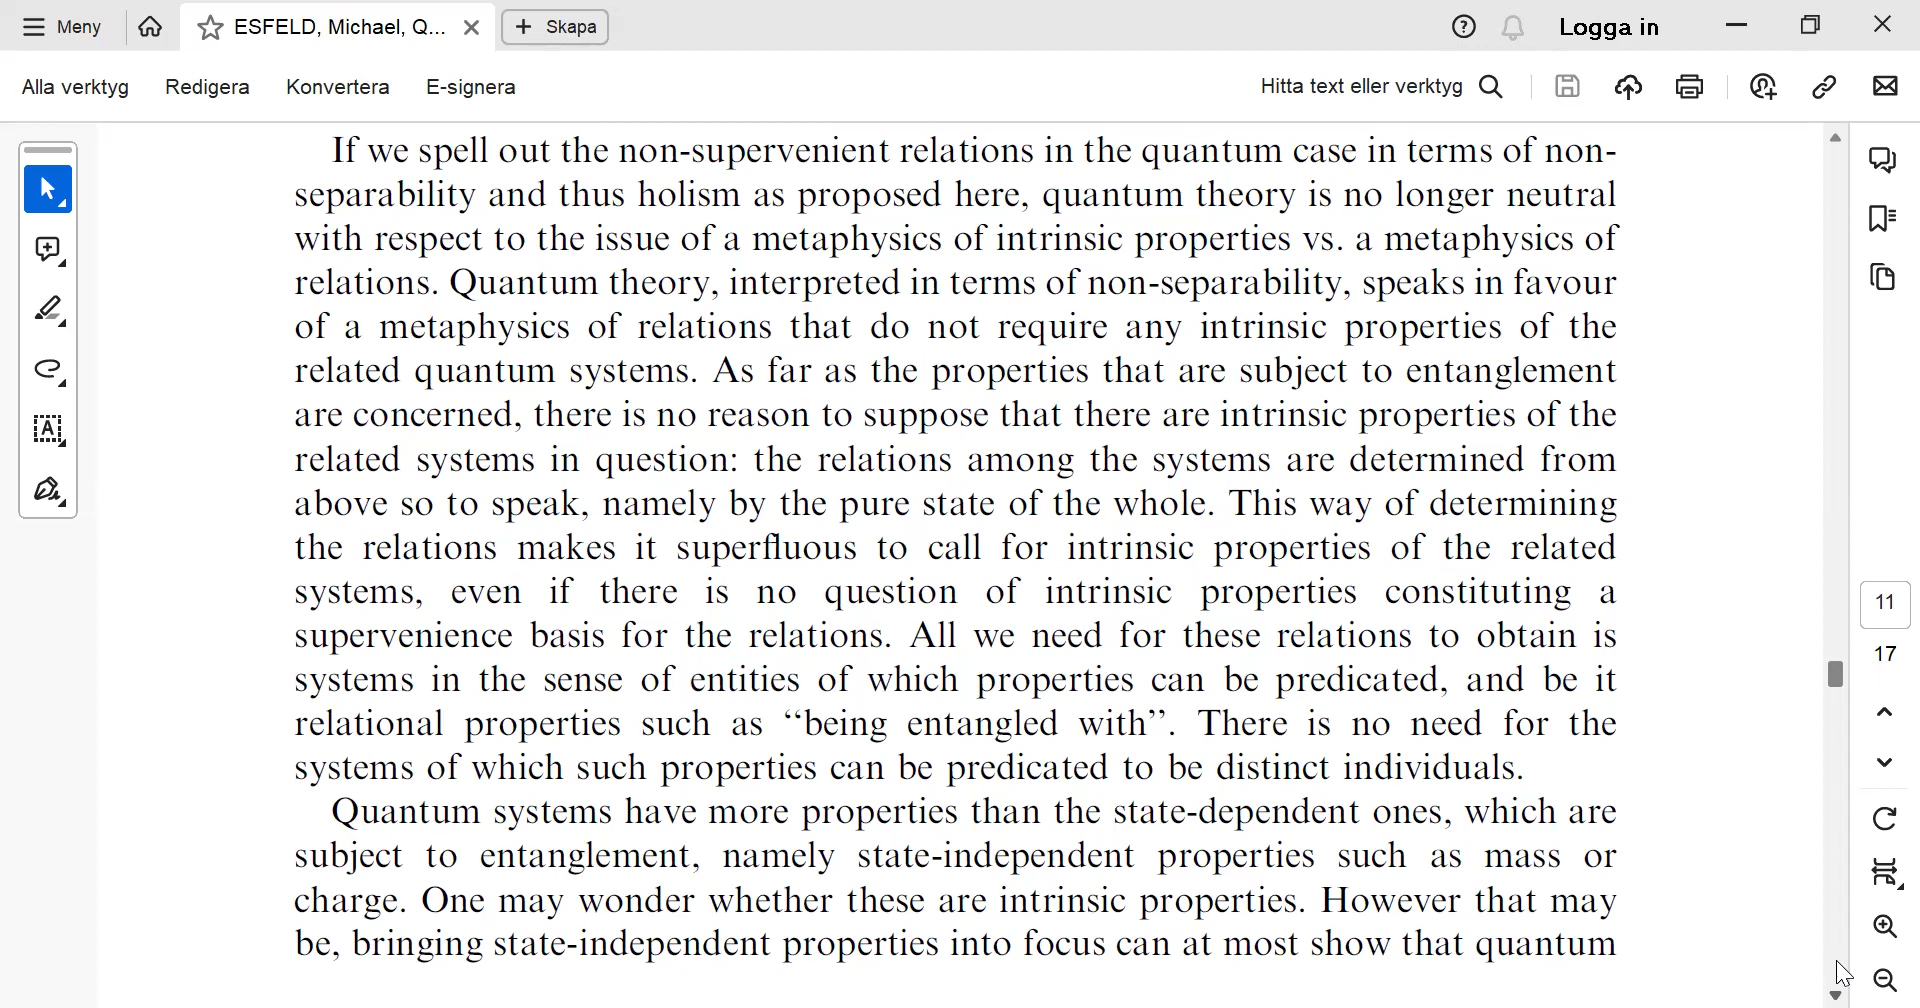 Meny
ESFELD, Michael, Q...
Skapa
Logga in
Alla verktyg
Redigera
Konvertera
E-signera
Hitta text eller verktyg
If we spell out the non-supervenient relations in the quantum case in terms of non-
separability and thus holism as proposed here, quantum theory is no longer neutral
with respect to the issue of a metaphysics of intrinsic properties vs. a metaphysics of
relations. Quantum theory, interpreted in terms of non-separability, speaks in favour
of a metaphysics of relations that do not require any intrinsic properties of the
related quantum systems. As far as the properties that are subject to entanglement
are concerned, there is no reason to suppose that there are intrinsic properties of the
related systems in question: the relations among the systems are determined from
above so to speak, namely by the pure state of the whole. This way of determining
the relations makes it superfluous to call for intrinsic properties of the related
systems, even if there is no question of intrinsic properties constituting a
supervenience basis for the relations. All we need for these relations to obtain is
systems in the sense of entities of which properties can be predicated, and be it
relational properties such as “being entangled with”. There is no need for the
systems of which such properties can be predicated to be distinct individuals.
Quantum systems have more properties than the state-dependent ones, which are
subject to entanglement, namely state-independent properties such as mass or
charge. One may wonder whether these are intrinsic properties. However that may
be, bringing state-independent properties into focus can at most show that quantum
11
17